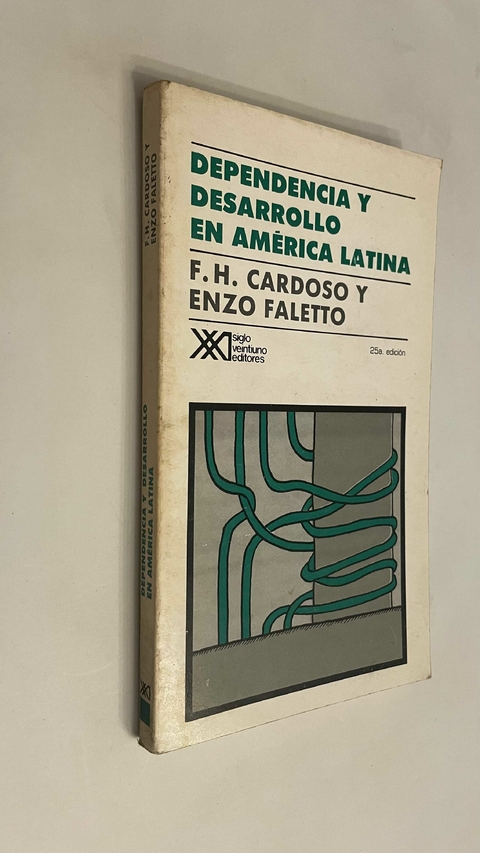 DEPENDENCIA Y
DESARROLLO
EN AMÉRICA LATINA
F. H. CARDOSO Y
ENZO FALETTO
siglo
veintiuno
editores
25a. edición
F. H. CARDOSO Y
ENZO FALETTO
DEPENDENCIA Y DESARROLLO
EN AMÉRICA LATINA